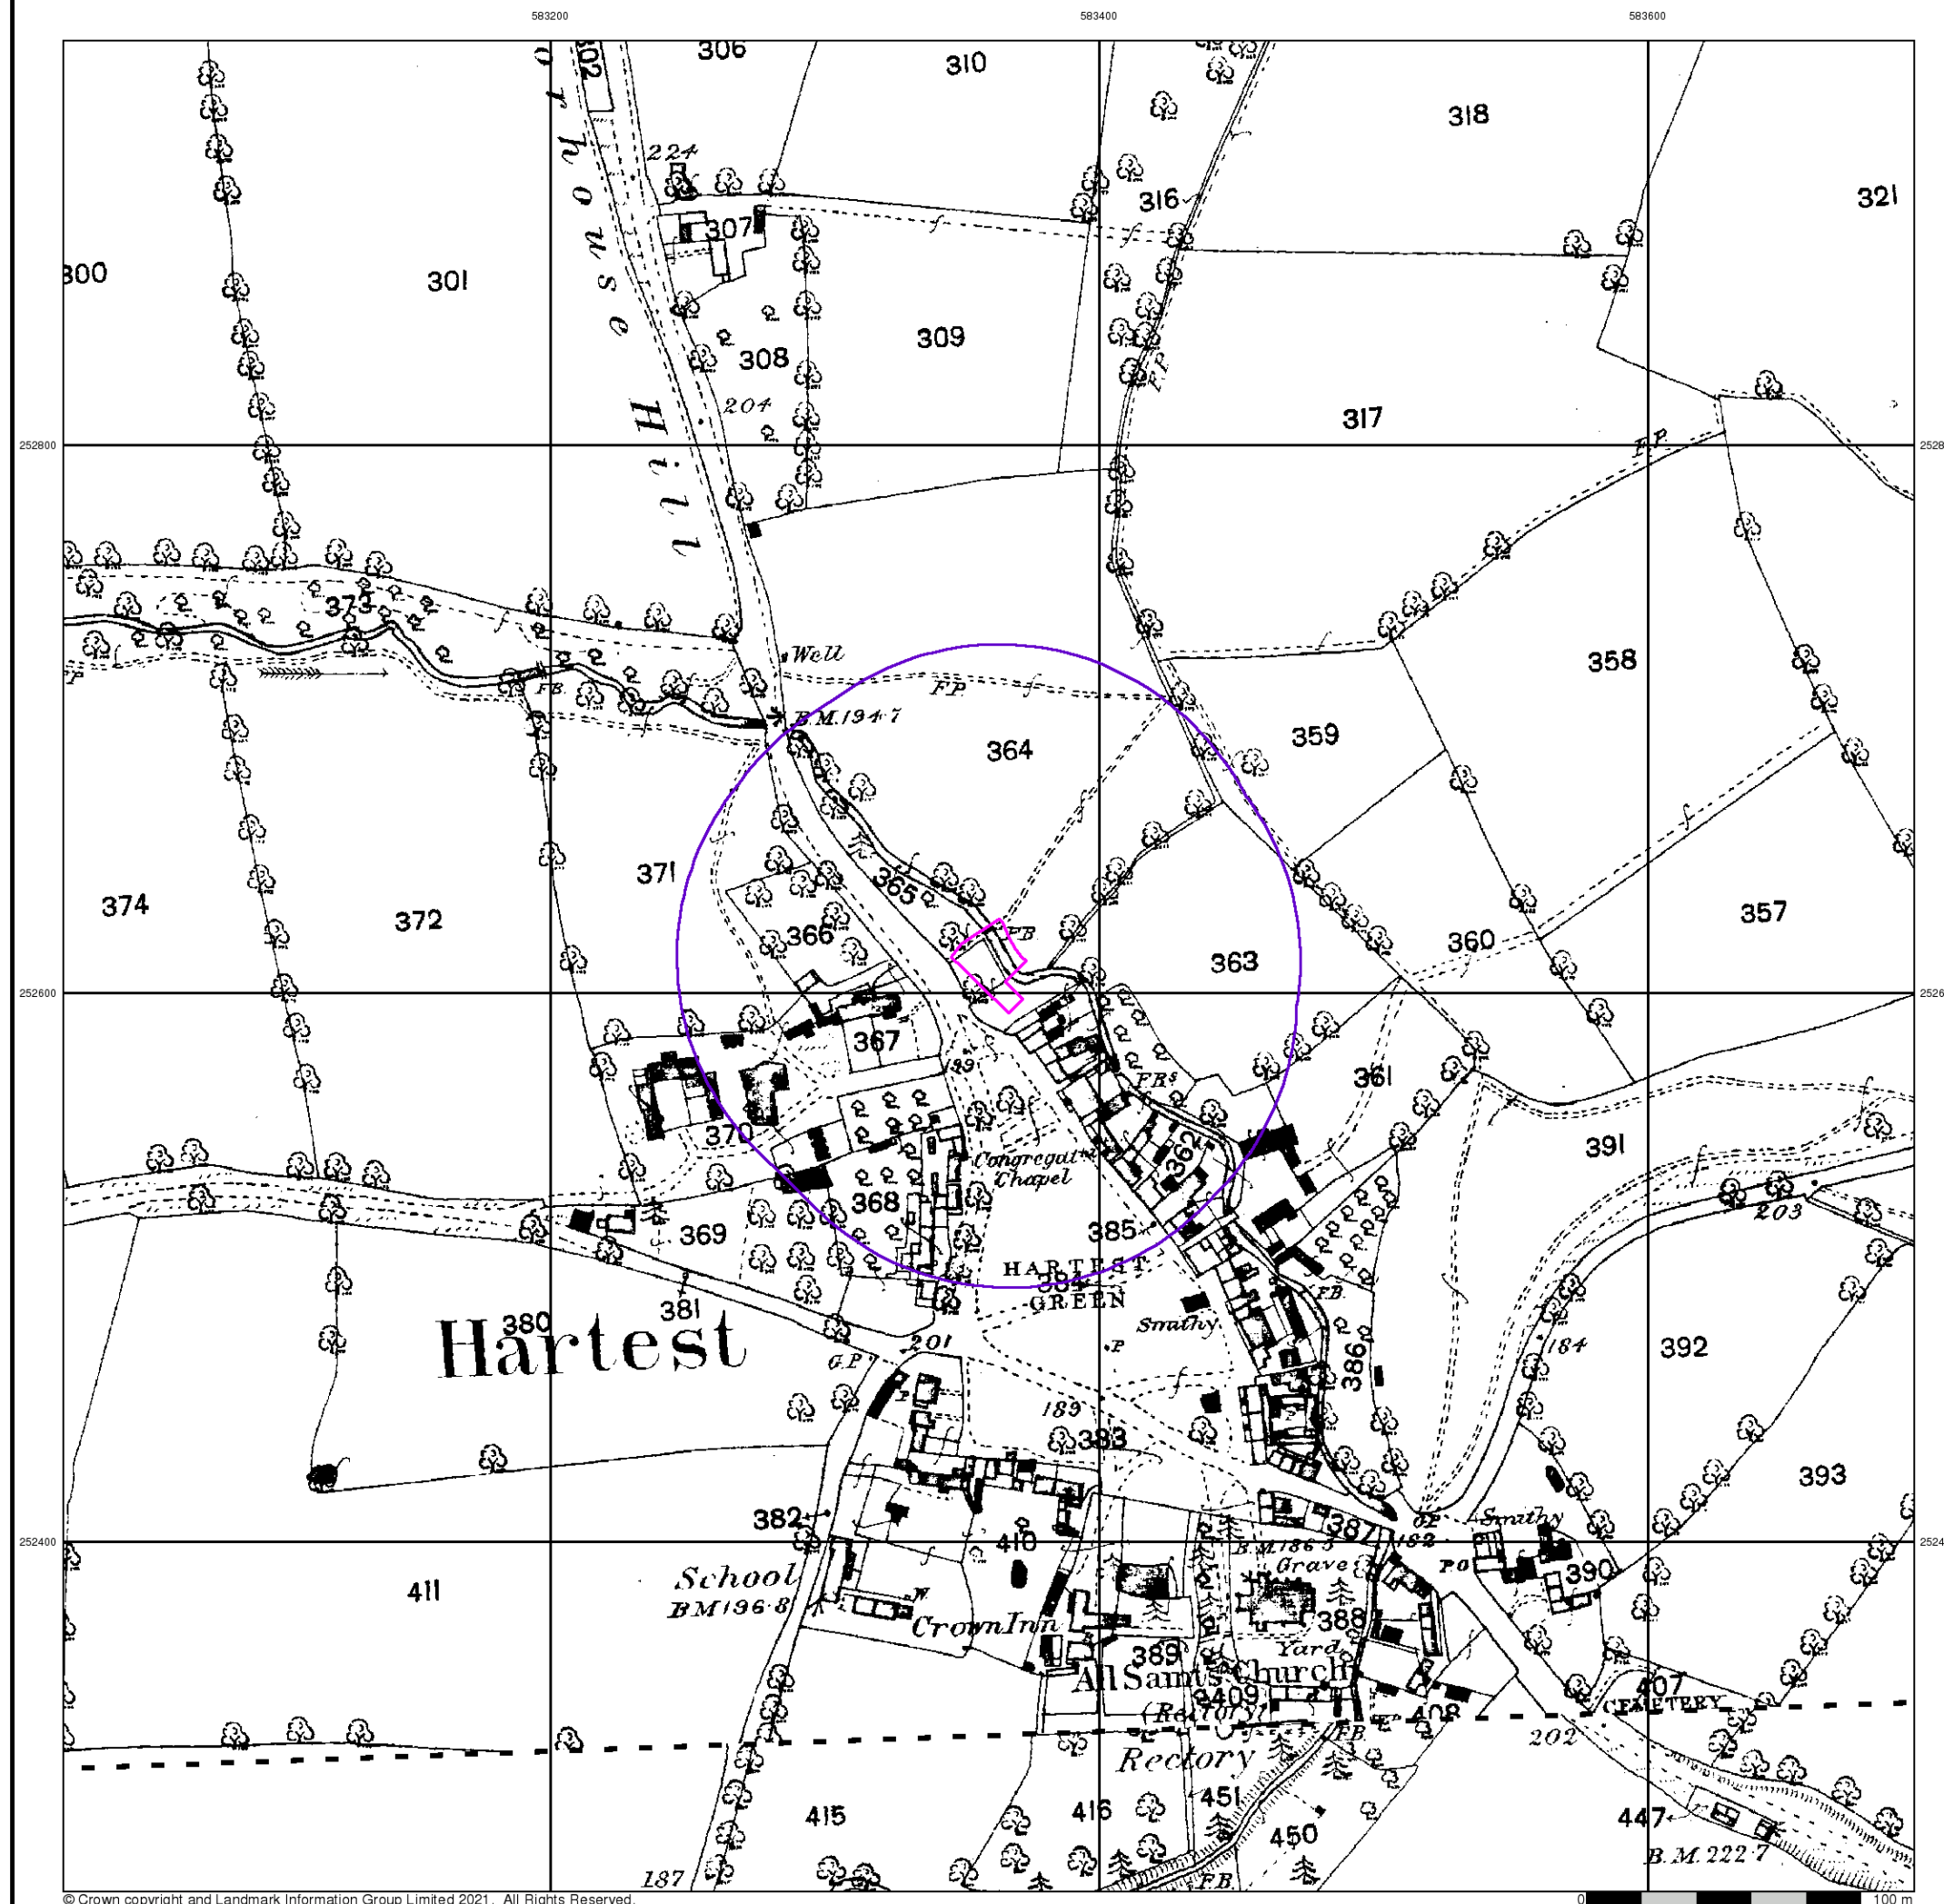 583200 583400 583600
302 306 310
318
224
316
321
307
orhouse Hill
300 301
309
308
F.P.
204
317
252800
F.P.
373
Well
358
P
F.B.
F.P.
B.M.194·7
364 359
371
365
374 372
366
F.B.
357
360
363
252600
367
199
361
F.Bs
370
391
362
Congregatnl
Chapel
368
385
203
369
HARTEST
384
GREEN
381
380
F.B.
Hartest
Smithy
201
184
392
G.P.
P
386
P
189
383
393
382
G.P.
Smithy
387
182
252400
410
B.M.186·3
P.O
Grave
390
School
411
B.M.196·8
W.
Crown Inn
388
389
Yard
All Saints Church
407
409
CEMETERY
(Rectory)
408
F.B.
202
Rectory
451
415 416
447
450
B.M.222·7
187
F.B.
© Crown copyright and Landmark Information Group Limited 2021. All Rights Reserved.
0 100 m